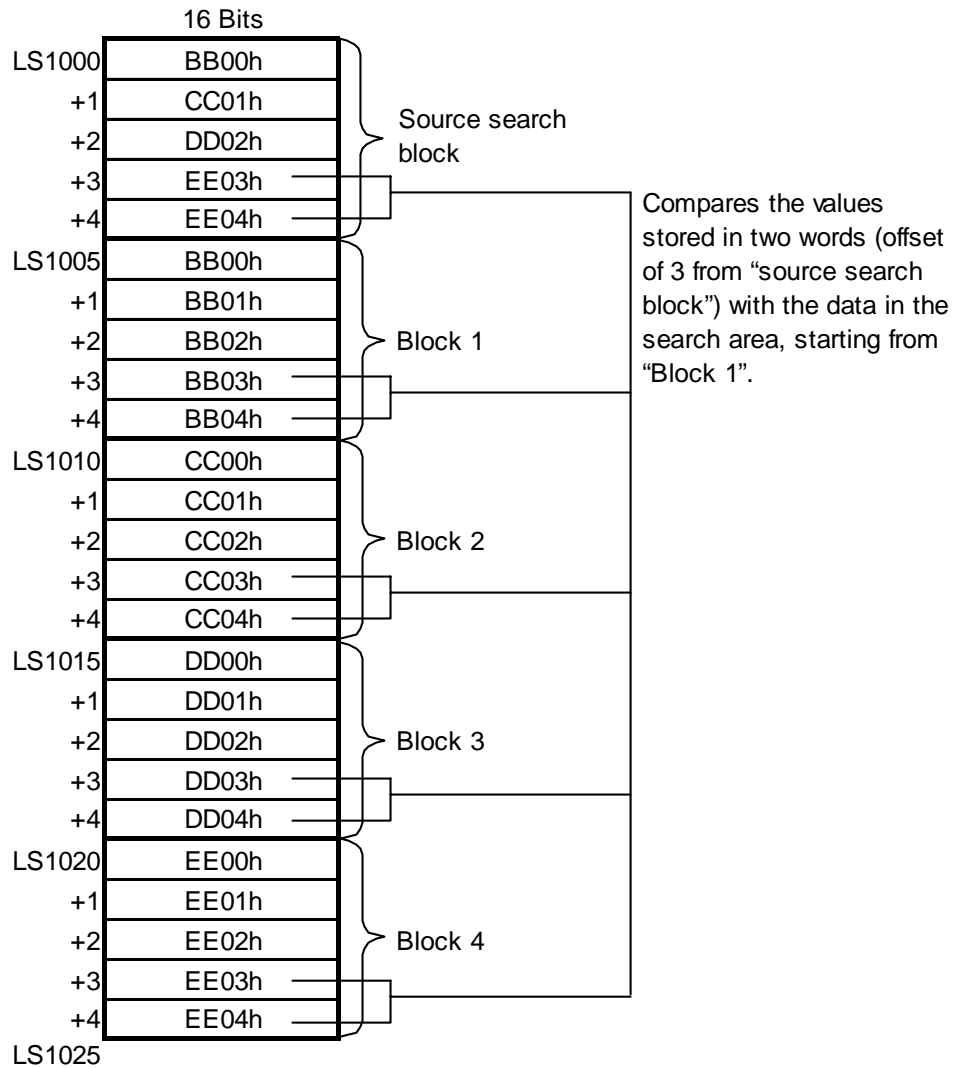 16 Bits
LS1000 BB00h
+1 CC01h
+2 DD02h
+3 EE03h
+4 EE04h
Source search
block
LS1005 BB00h
+1 BB01h
+2 BB02h
+3 BB03h
+4 BB04h
Block 1
Compares the values
stored in two words (offset
of 3 from “source search
block”) with the data in the
search area, starting from
“Block 1”.
LS1010 CC00h
+1 CC01h
+2 CC02h
+3 CC03h
+4 CC04h
Block 2
LS1015 DD00h
+1 DD01h
+2 DD02h
+3 DD03h
+4 DD04h
Block 3
LS1020 EE00h
+1 EE01h
+2 EE02h
+3 EE03h
+4 EE04h
Block 4
LS1025